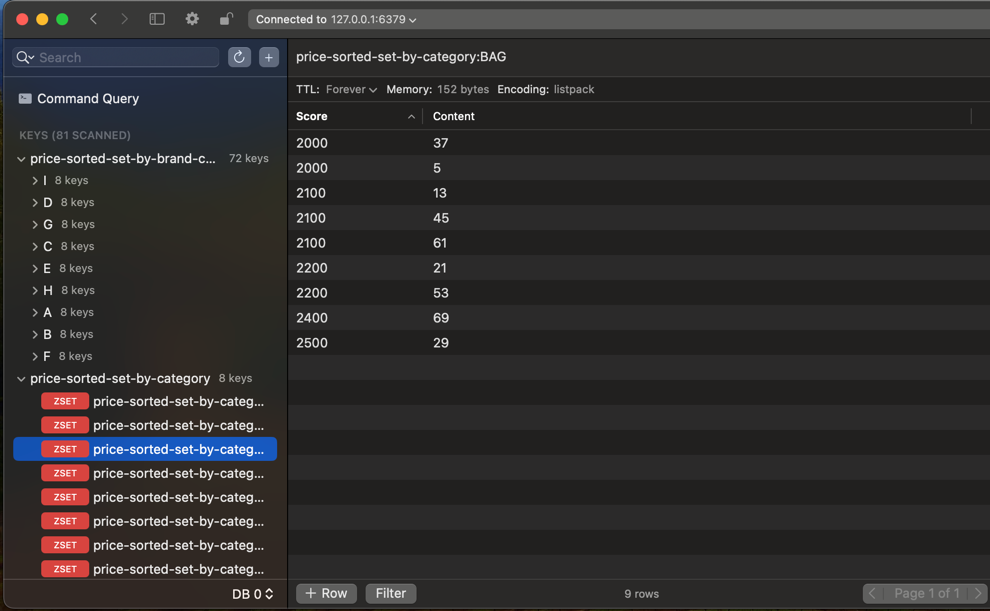 Connected to 127.0.0.1:6379
Search
Command Query
KEYS (81 SCANNED)
price-sorted-set-by-brand-c... 72 keys
I 8 keys
D 8 keys
G 8 keys
C 8 keys
E 8 keys
H 8 keys
A 8 keys
B 8 keys
F 8 keys
price-sorted-set-by-category 8 keys
ZSET price-sorted-set-by-categ...
ZSET price-sorted-set-by-categ...
ZSET price-sorted-set-by-categ...
ZSET price-sorted-set-by-categ...
ZSET price-sorted-set-by-categ...
ZSET price-sorted-set-by-categ...
ZSET price-sorted-set-by-categ...
ZSET price-sorted-set-by-categ...
DB 0
price-sorted-set-by-category:BAG
TTL: Forever Memory: 152 bytes Encoding: listpack
Score Content
2000 37
2000 5
2100 13
2100 45
2100 61
2200 21
2200 53
2400 69
2500 29
+ Row Filter 9 rows Page 1 of 1